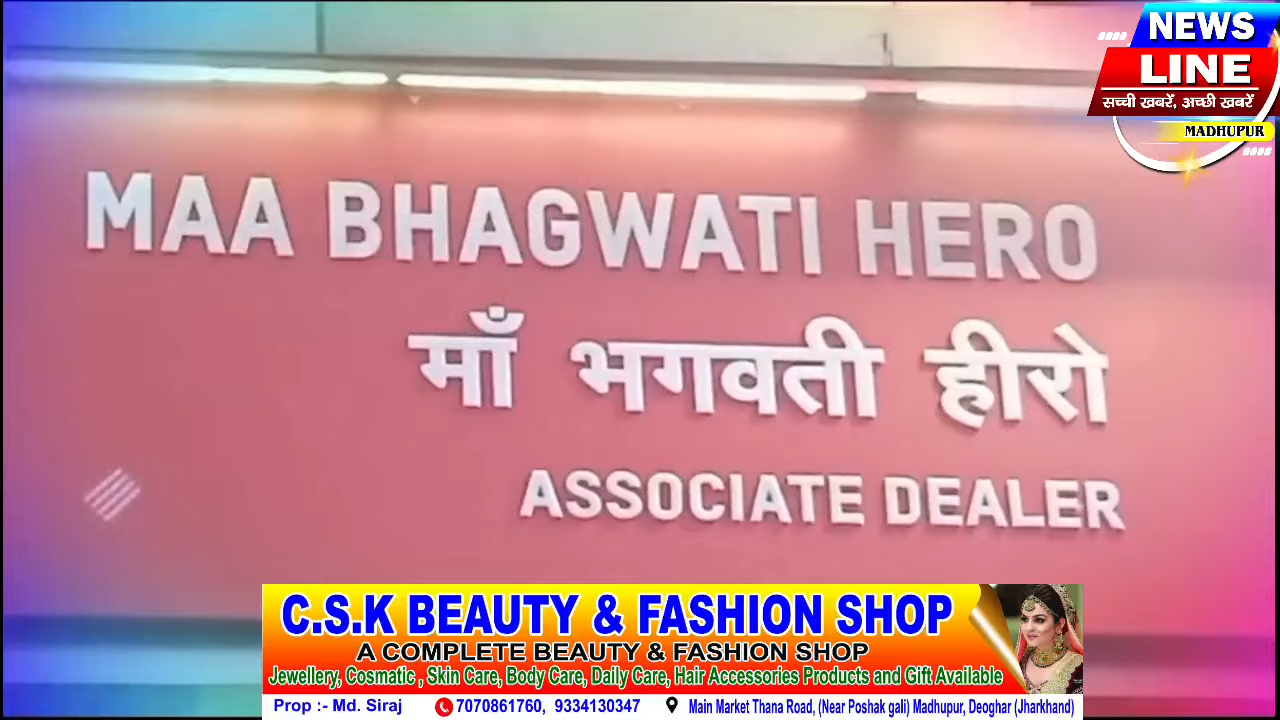 NEWS
LINE
सच्ची ख़बरें, अच्छी ख़बरें
MADHUPUR
MAA BHAGWATI HERO
माँ भगवती हीरो
ASSOCIATE DEALER
C.S.K BEAUTY & FASHION SHOP
A COMPLETE BEAUTY & FASHION SHOP
Jewellery, Cosmatic , Skin Care, Body Care, Daily Care, Hair Accessories Products and Gift Available
Prop :- Md. Siraj 7070861760, 9334130347 Main Market Thana Road, (Near Poshak gali) Madhupur, Deoghar (Jharkhand)